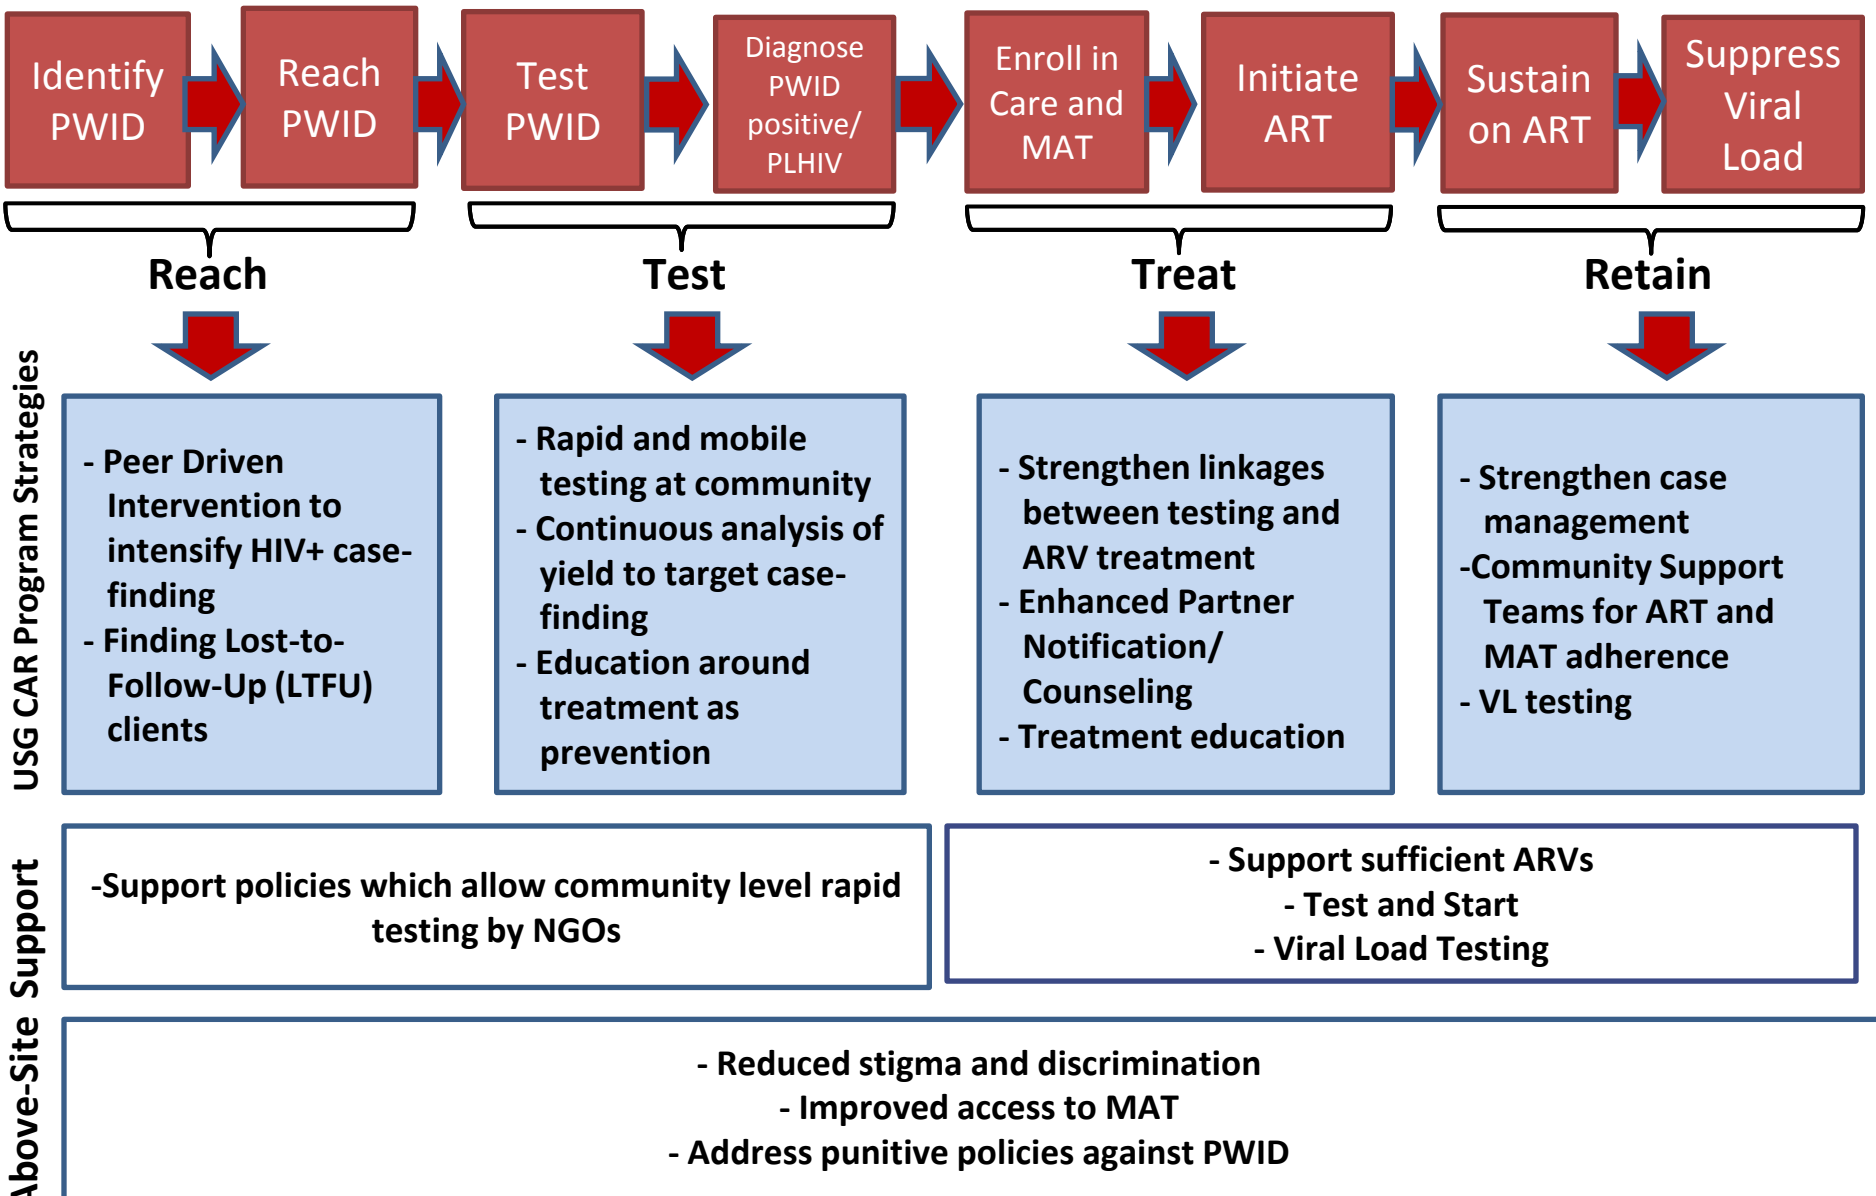 Identify
PWID
Reach
PWID
Test
PWID
Diagnose
PWID
positive/
PLHIV
Enroll in
Care and
MAT
Initiate
ART
Sustain
on ART
Suppress
Viral
Load
Reach
Test
Treat
Retain
USG CAR Program Strategies
- Peer Driven
Intervention to
intensify HIV+ case-
finding
- Finding Lost-to-
Follow-Up (LTFU)
clients
- Rapid and mobile
testing at community
- Continuous analysis of
yield to target case-
finding
- Education around
treatment as
prevention
- Strengthen linkages
between testing and
ARV treatment
- Enhanced Partner
Notification/
Counseling
- Treatment education
- Strengthen case
management
-Community Support
Teams for ART and
MAT adherence
- VL testing
Above-Site Support
-Support policies which allow community level rapid
testing by NGOs
- Support sufficient ARVs
- Test and Start
- Viral Load Testing
- Reduced stigma and discrimination
- Improved access to MAT
- Address punitive policies against PWID